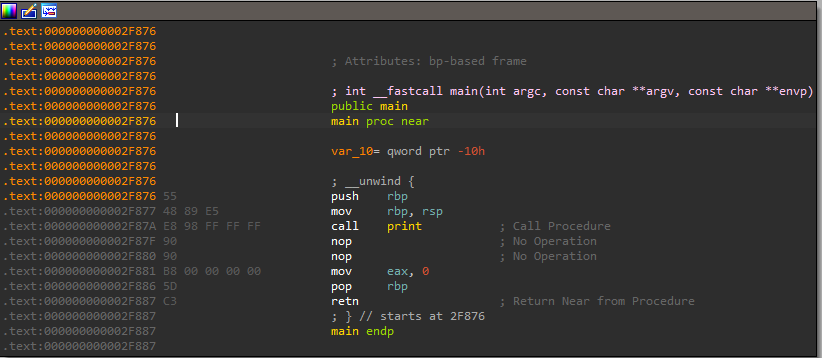 .text:000000000002F876
.text:000000000002F876
.text:000000000002F876 ; Attributes: bp-based frame
.text:000000000002F876
.text:000000000002F876 ; int __fastcall main(int argc, const char **argv, const char **envp)
.text:000000000002F876 public main
.text:000000000002F876 main proc near
.text:000000000002F876
.text:000000000002F876 var_10= qword ptr -10h
.text:000000000002F876
.text:000000000002F876 ; __unwind {
.text:000000000002F876 55 push rbp
.text:000000000002F877 48 89 E5 mov rbp, rsp
.text:000000000002F87A E8 98 FF FF FF call print ; Call Procedure
.text:000000000002F87F 90 nop ; No Operation
.text:000000000002F880 90 nop ; No Operation
.text:000000000002F881 B8 00 00 00 00 mov eax, 0
.text:000000000002F886 5D pop rbp
.text:000000000002F887 C3 retn ; Return Near from Procedure
.text:000000000002F887 ; } // starts at 2F876
.text:000000000002F887 main endp
.text:000000000002F887